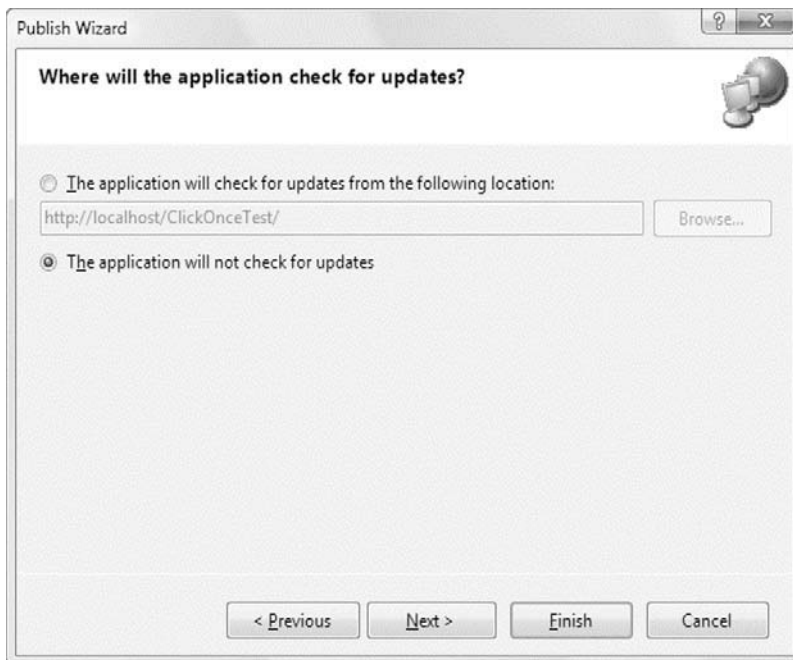 Publish Wizard
Where will the application check for updates?
The application will check for updates from the following location:
http://localhost/ClickOnceTest/
Browse...
The application will not check for updates
< Previous
Next >
Finish
Cancel